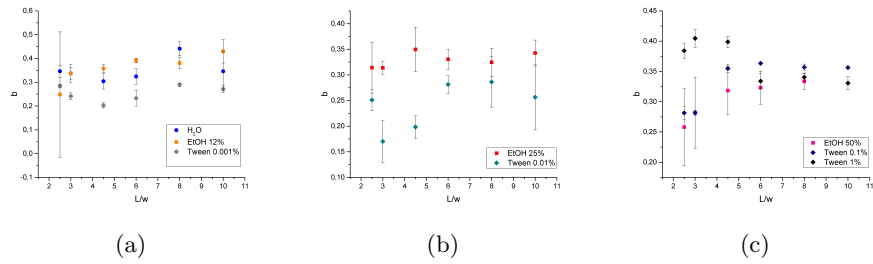 0,6
0,5
0,4
0,3
0,2
0,1
0,0
-0,1
b
2 3 4 5 6 7 8 9 10 11
L/w
H₂O
EtOH 12%
Tween 0.001%
(a)
0,40
0,35
0,30
0,25
0,20
0,15
0,10
b
2 3 4 5 6 7 8 9 10 11
L/w
EtOH 25%
Tween 0.01%
(b)
0,40
0,35
0,30
0,25
0,20
b
2 3 4 5 6 7 8 9 10 11
L/w
EtOH 50%
Tween 0.1%
Tween 1%
(c)